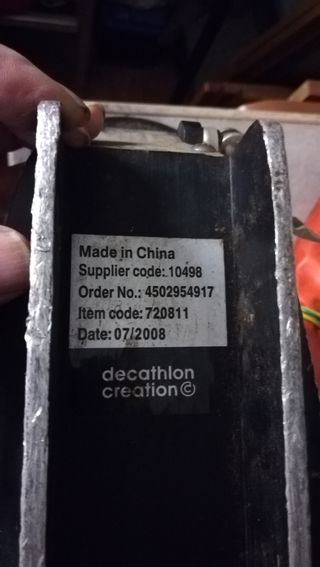 Made in China
Supplier code: 10498
Order No.: 4502954917
Item code: 720811
Date: 07/2008
decathlon
creation©